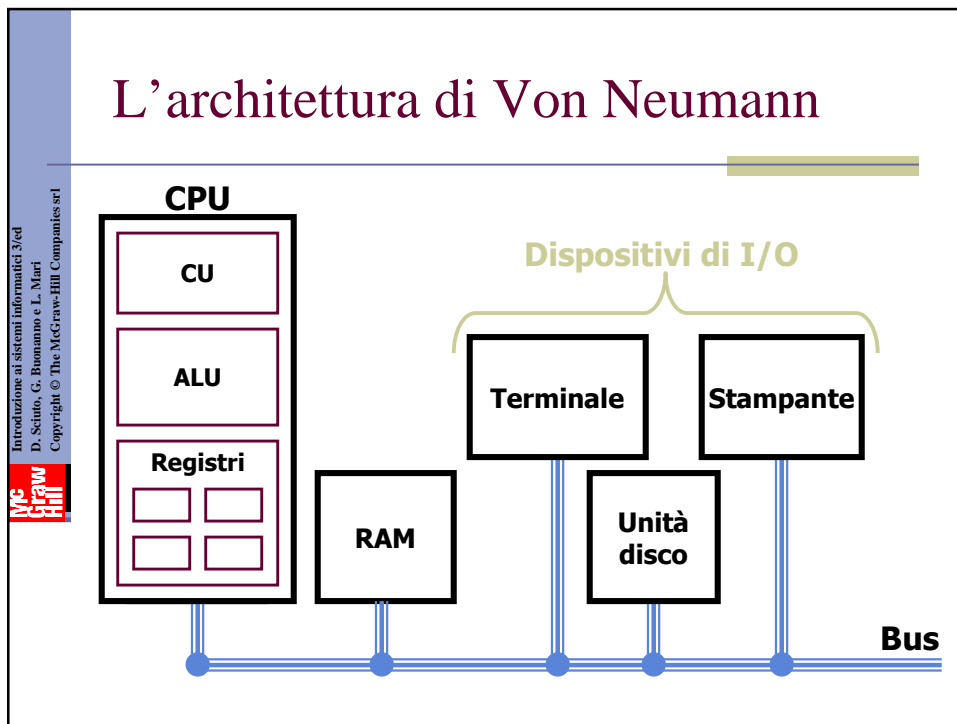 L'architettura di Von Neumann
Introduzione ai sistemi informatici 3/ed
D. Sciuto, G. Buonanno e L. Mari
Copyright © The McGraw-Hill Companies srl
Mc
Graw
Hill
CPU
CU
ALU
Registri
RAM
Dispositivi di I/O
Terminale
Stampante
Unità
disco
Bus